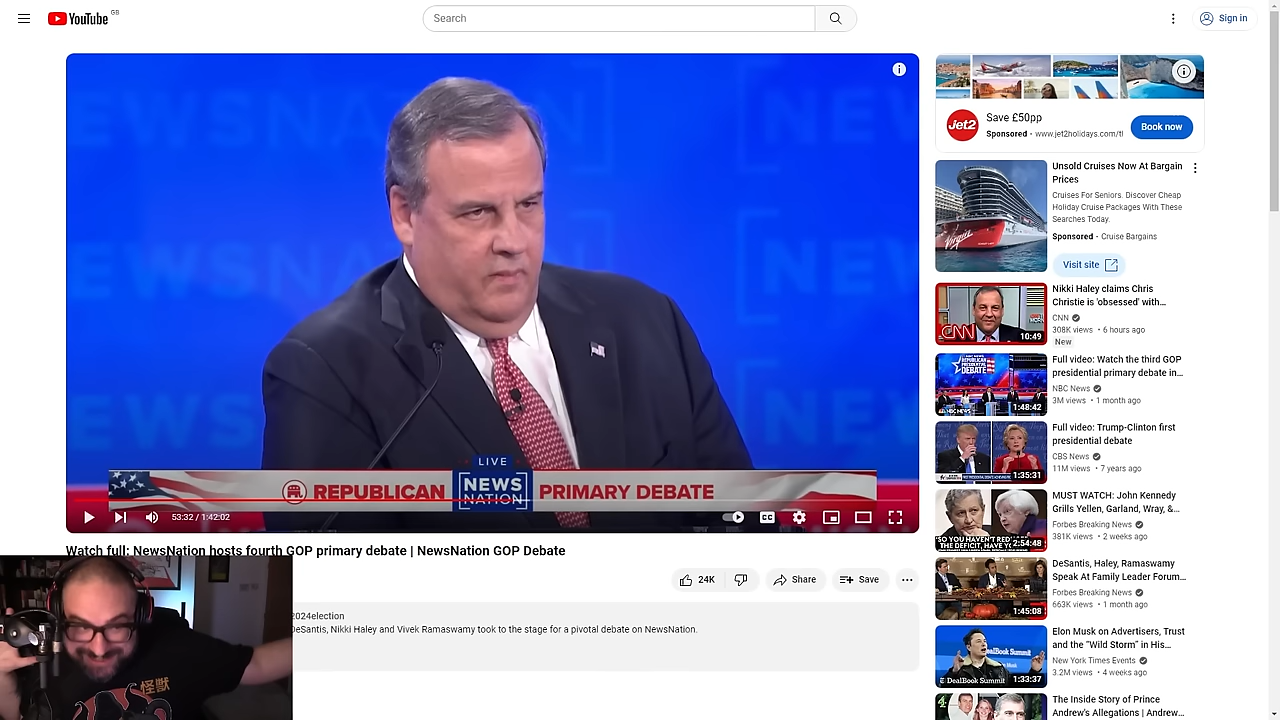 YouTube GB
Search
Sign in
EWSNA
NEWS
LIVE
REPUBLICAN
NEWS
NATION
PRIMARY DEBATE
CC
53:32 / 1:42:02
Watch full: NewsNation hosts fourth GOP primary debate | NewsNation GOP Debate
24K
Share
Save
2024election
DeSantis, Nikki Haley and Vivek Ramaswamy took to the stage for a pivotal debate on NewsNation.
怪獣
Jet2
Save £50pp
Sponsored · www.jet2holidays.com/tl
Book now
Unsold Cruises Now At Bargain
Prices
Cruises For Seniors. Discover Cheap
Holiday Cruise Packages With These
Searches Today.
Sponsored · Cruise Bargains
Visit site
Virgin
Nikki Haley claims Chris
Christie is 'obsessed' with…
CNN
308K views • 6 hours ago
New
CNN
10:49
Full video: Watch the third GOP
presidential primary debate in…
NBC News
3M views • 1 month ago
1:48:42
Full video: Trump-Clinton first
presidential debate
CBS News
11M views • 7 years ago
1:35:31
MUST WATCH: John Kennedy
Grills Yellen, Garland, Wray, &…
Forbes Breaking News
381K views • 2 weeks ago
2:54:48
DeSantis, Haley, Ramaswamy
Speak At Family Leader Forum…
Forbes Breaking News
663K views • 1 month ago
1:45:08
Elon Musk on Advertisers, Trust
and the “Wild Storm” in His…
New York Times Events
3.2M views • 4 weeks ago
DealBook Summit
1:33:37
The Inside Story of Prince
Andrew's Allegations | Andrew…